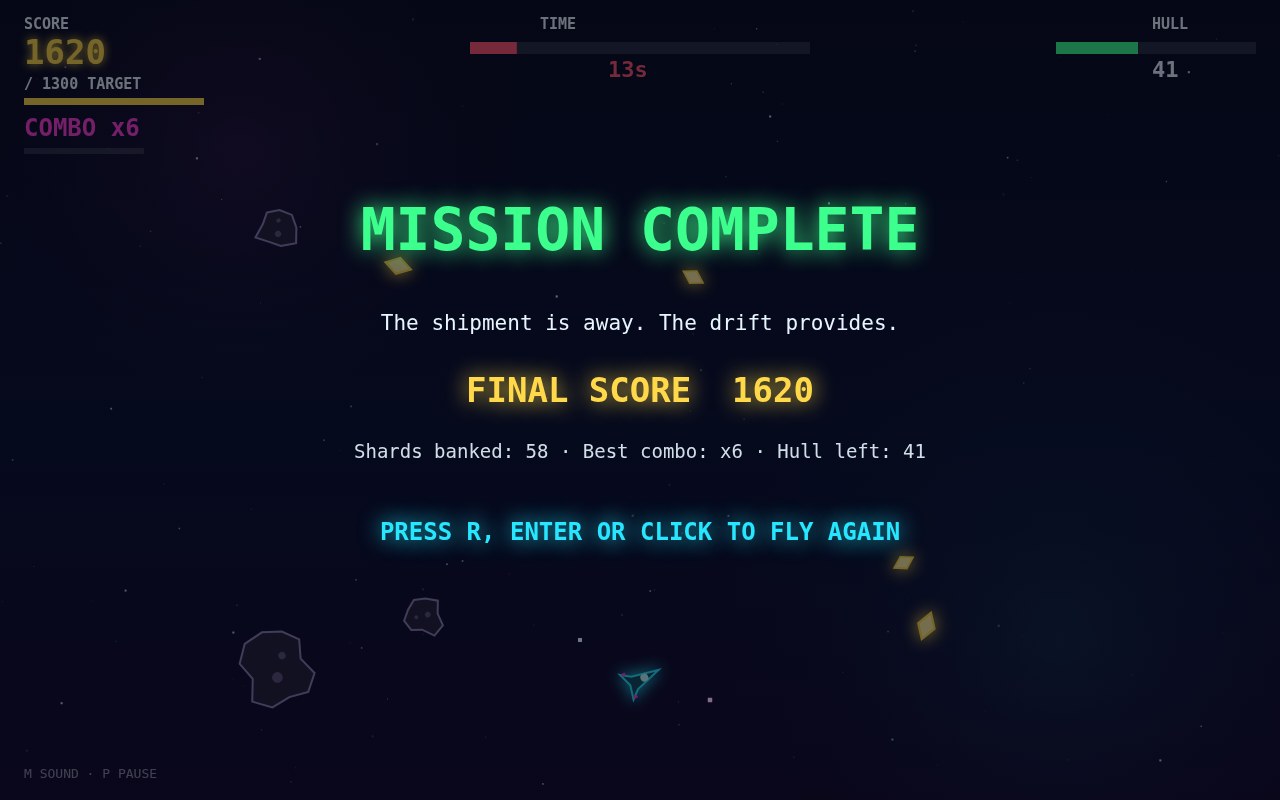 SCORE
1620
/ 1300 TARGET
COMBO x6
TIME
13s
HULL
41
MISSION COMPLETE
The shipment is away. The drift provides.
FINAL SCORE 1620
Shards banked: 58 · Best combo: x6 · Hull left: 41
PRESS R, ENTER OR CLICK TO FLY AGAIN
M SOUND · P PAUSE